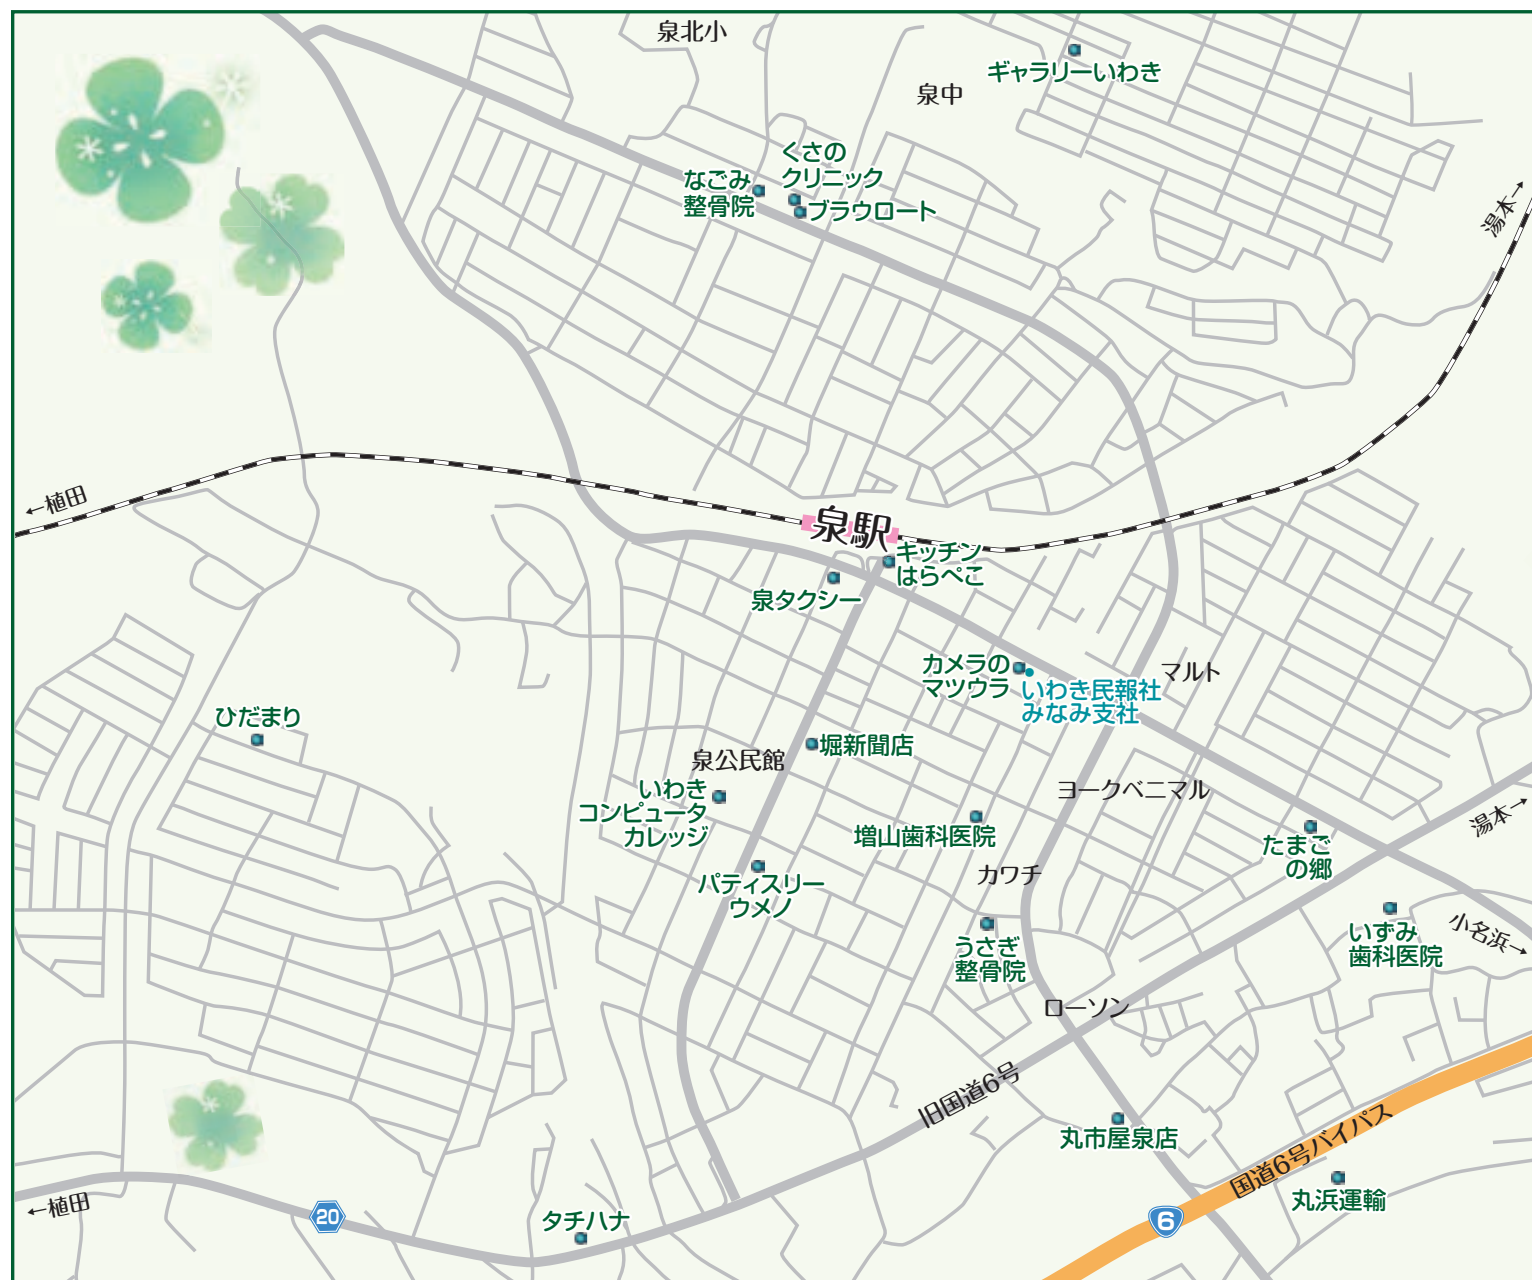 泉北小
ギャラリーいわき
泉中
くさの
クリニック
なごみ
整骨院
ブラウロート
湯本→
←植田
泉駅
キッチン
はらぺこ
泉タクシー
カメラの
マツウラ
マルト
いわき民報社
みなみ支社
ひだまり
堀新聞店
泉公民館
いわき
コンピュータ
カレッジ
ヨークベニマル
増山歯科医院
湯本→
たまご
の郷
カワチ
パティスリー
ウメノ
うさぎ
整骨院
いずみ
歯科医院
小名浜→
ローソン
旧国道6号
丸市屋泉店
国道6号バイパス
丸浜運輸
←植田
20
タチハナ
6